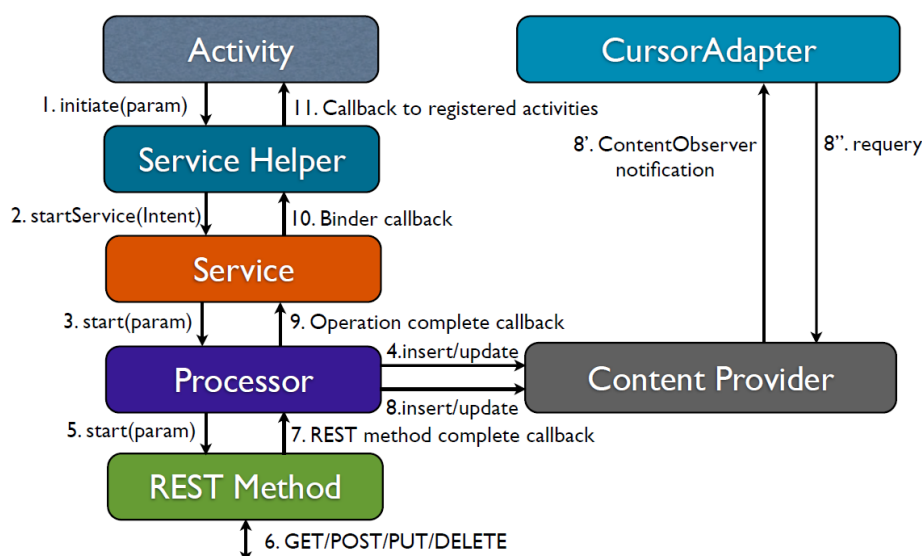 Activity
CursorAdapter
1. initiate(param)
11. Callback to registered activities
Service Helper
8'. ContentObserver
notification
8''. requery
2. startService(Intent)
10. Binder callback
Service
3. start(param)
9. Operation complete callback
4.insert/update
Processor
Content Provider
8.insert/update
5. start(param)
7. REST method complete callback
REST Method
6. GET/POST/PUT/DELETE